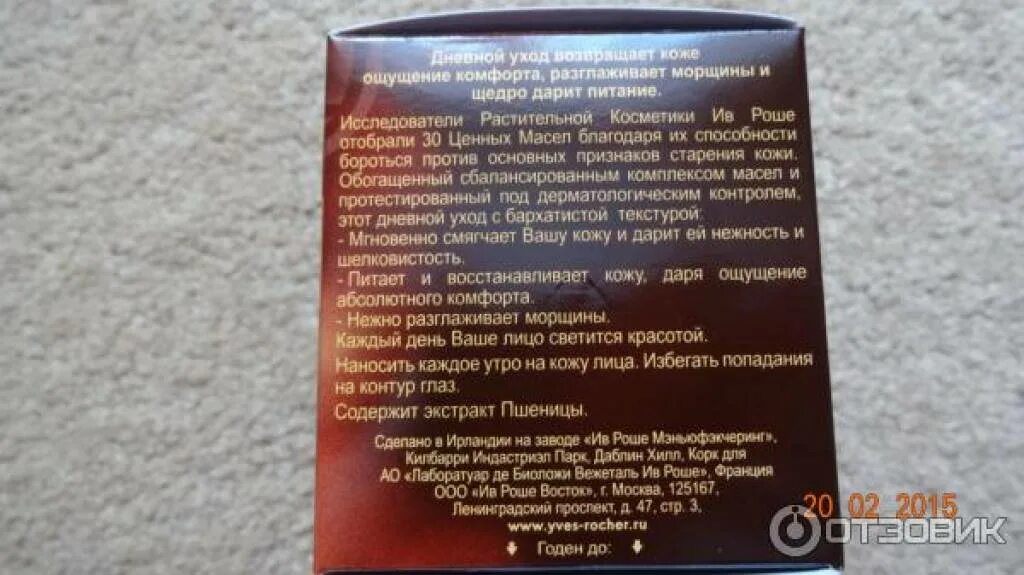 Дневной уход возвращает коже
ощущение комфорта, разглаживает морщины и
щедро дарит питание.
Исследователи Растительной Косметики Ив Роше
отобрали 30 Ценных Масел благодаря их способности
бороться против основных признаков старения кожи.
Обогащенный сбалансированным комплексом масел и
протестированный под дерматологическим контролем,
этот дневной уход с бархатистой текстурой:
- Мгновенно смягчает Вашу кожу и дарит ей нежность и
шелковистость.
- Питает и восстанавливает кожу, даря ощущение
абсолютного комфорта.
- Нежно разглаживает морщины.
Каждый день Ваше лицо светится красотой.
Наносить каждое утро на кожу лица. Избегать попадания
на контур глаз.
Содержит экстракт Пшеницы.
Сделано в Ирландии на заводе «Ив Роше Мэньюфэкчеринг»,
Килбарри Индастриэл Парк, Даблин Хилл, Корк для
АО «Лаборатуар де Биоложи Вежеталь Ив Роше», Франция
ООО «Ив Роше Восток», г. Москва, 125167,
Ленинградский проспект, д. 47, стр. 3,
www.yves-rocher.ru
Годен до:
20 02 2015
ОТЗОВИК